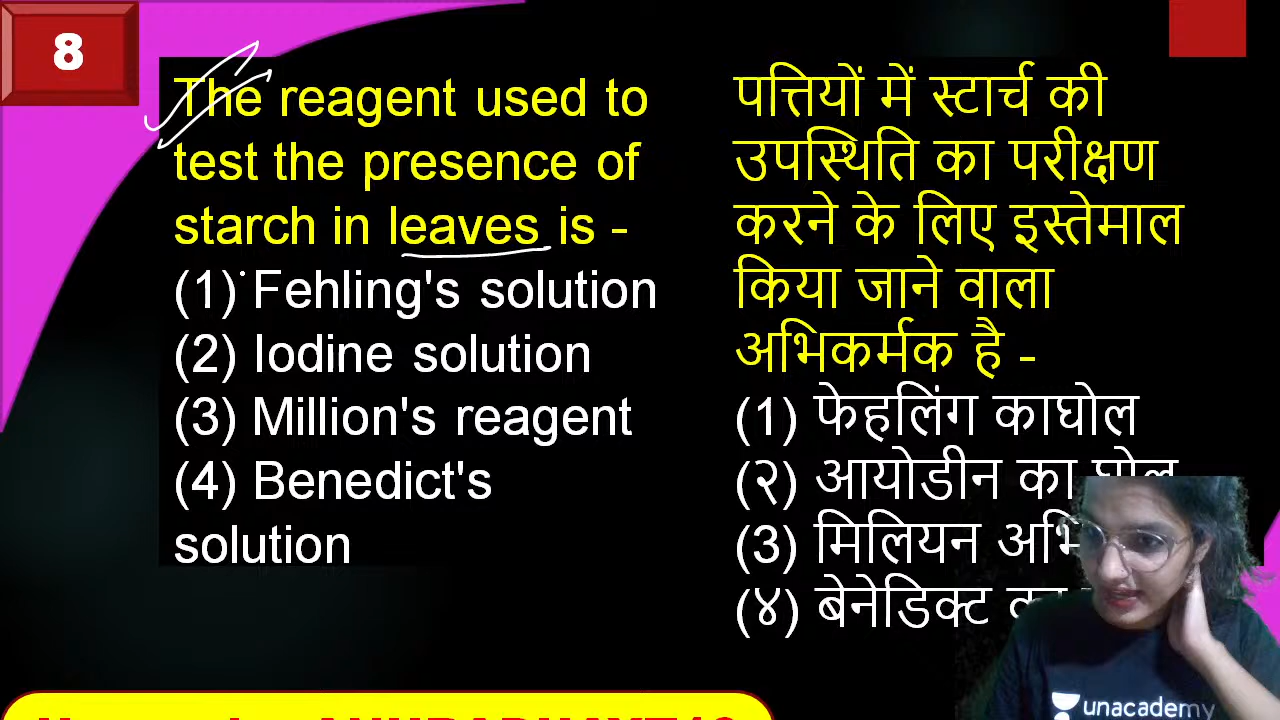 8
The reagent used to
test the presence of
starch in leaves is -
(1) Fehling's solution
(2) Iodine solution
(3) Million's reagent
(4) Benedict's
solution
पत्तियों में स्टार्च की
उपस्थिति का परीक्षण
करने के लिए इस्तेमाल
किया जाने वाला
अभिकर्मक है -
(1) फेहलिंग काघोल
(२) आयोडीन का घोल
(3) मिलियन
(४) बेनेडिक्ट
unacademy